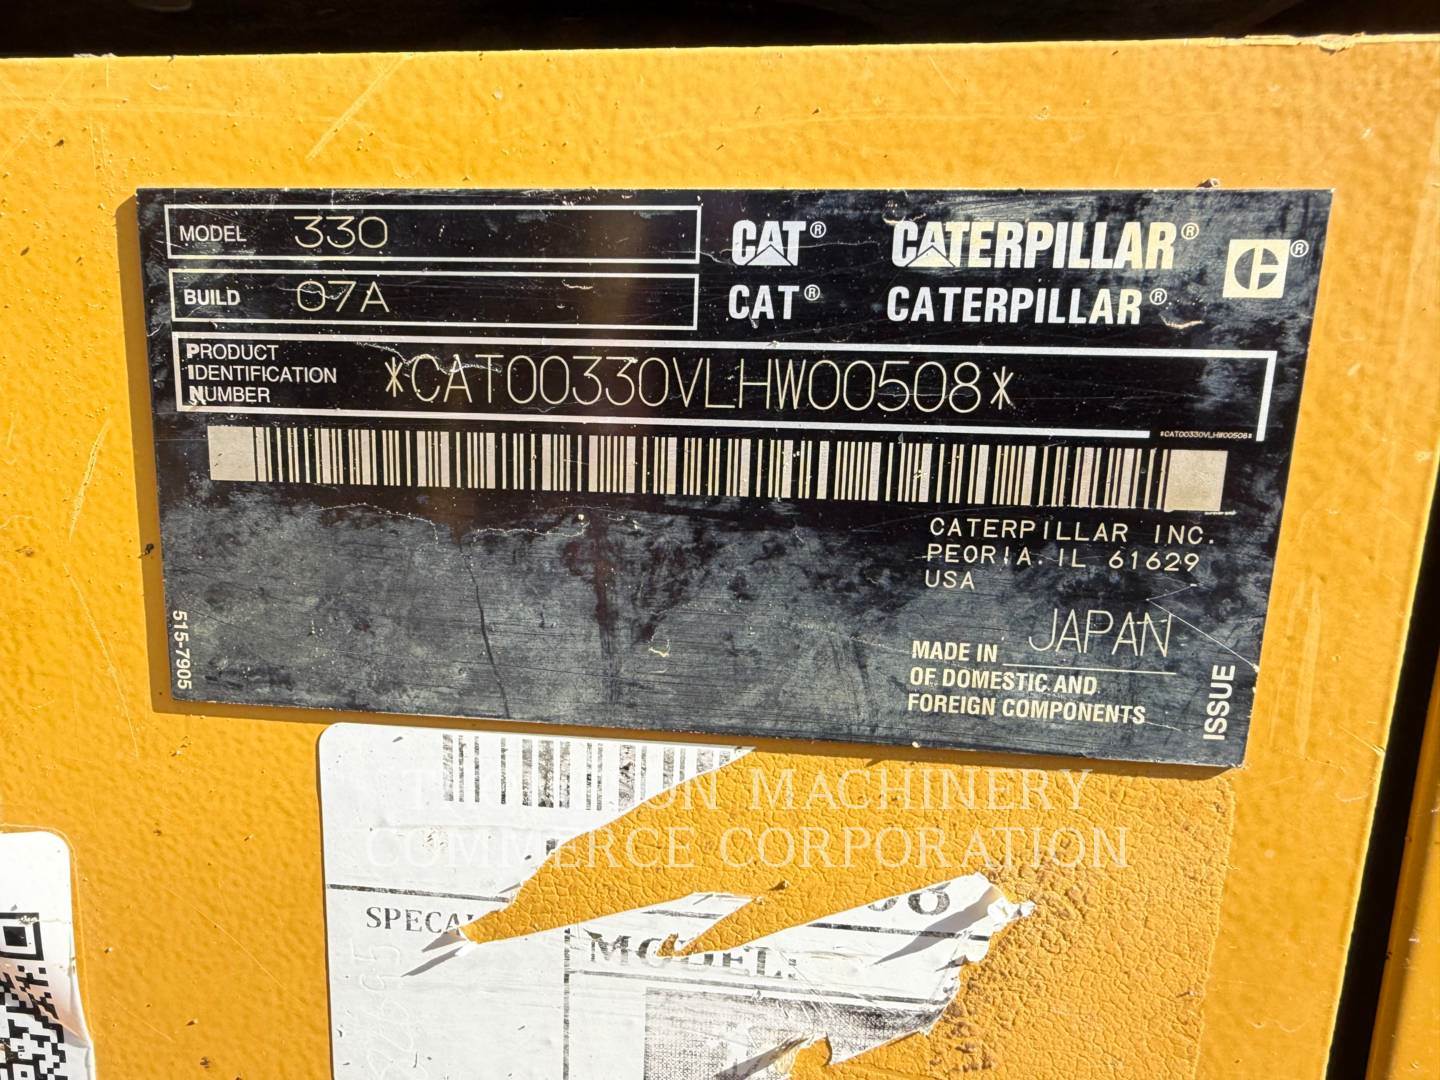 MODEL 330
BUILD 07A
CAT® CATERPILLAR®
CAT® CATERPILLAR® ®
PRODUCT
IDENTIFICATION
NUMBER
*CAT00330VLHW00508*
*CAT00330VLHW00508*
CATERPILLAR INC.
PEORIA. IL 61629
USA
MADE IN JAPAN
OF DOMESTIC AND
FOREIGN COMPONENTS
515-7905
ISSUE
MACHINERY
COMMERCE CORPORATION
MODEL: